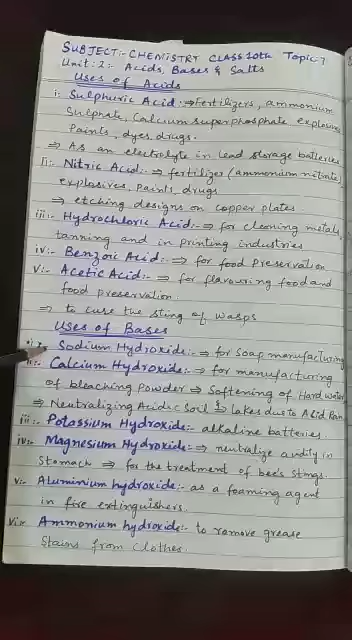 SUBJECT:- CHEMISTRY CLASS 10th Topic 7
Unit: 2:- Acids, Bases & Salts
Uses of Acids
i:- Sulphuric Acid:- ⇒ Fertilizers, ammonium
Sulphate, Calcium superphosphate explosives
Paints, dyes, drugs.
⇒ As an electrolyte in lead storage batteries
ii:- Nitric Acid:- ⇒ fertilizer (ammonium nitrate)
explosives, Paints, drugs
⇒ etching designs on copper plates
iii:- Hydrochloric Acid:- ⇒ for cleaning metals,
tanning and in printing industries
iv:- Benzoic Acid:- ⇒ for food Preservation
v:- Acetic Acid:- ⇒ for flavouring food and
food preservation
⇒ to cure the sting of wasps
Uses of Bases
Sodium Hydroxide:- ⇒ for Soap manufacturing
ii:- Calcium Hydroxide:- ⇒ for manufacturing
of bleaching Powder ⇒ Softening of Hard water
⇒ Neutralizing Acidic Soil & lakes due to Acid Rain
iii:- Potassium Hydroxide:- alkaline batteries
iv:- Magnesium Hydroxide:- ⇒ neutralize acidity in
Stomach ⇒ for the treatment of bee's Stings.
v:- Aluminium hydroxide:- as a foaming agent
in fire extinguishers.
vi:- Ammonium hydroxide:- to ramove grease
Stains from Clothes.